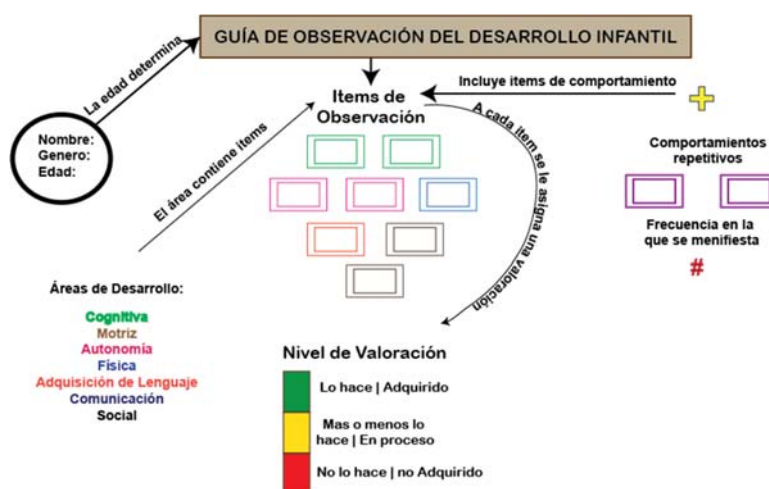 GUÍA DE OBSERVACIÓN DEL DESARROLLO INFANTIL
La edad determina
Nombre:
Genero:
Edad:
Items de
Observación
Incluye items de comportamiento
El área contiene items
A cada item se le asigna una valoración
Comportamientos
repetitivos
Frecuencia en la
que se menifiesta
#
Áreas de Desarrollo:
Cognitiva
Motriz
Autonomía
Física
Adquisición de Lenguaje
Comunicación
Social
Nivel de Valoración
Lo hace | Adquirido
Mas o menos lo
hace | En proceso
No lo hace | no Adquirido